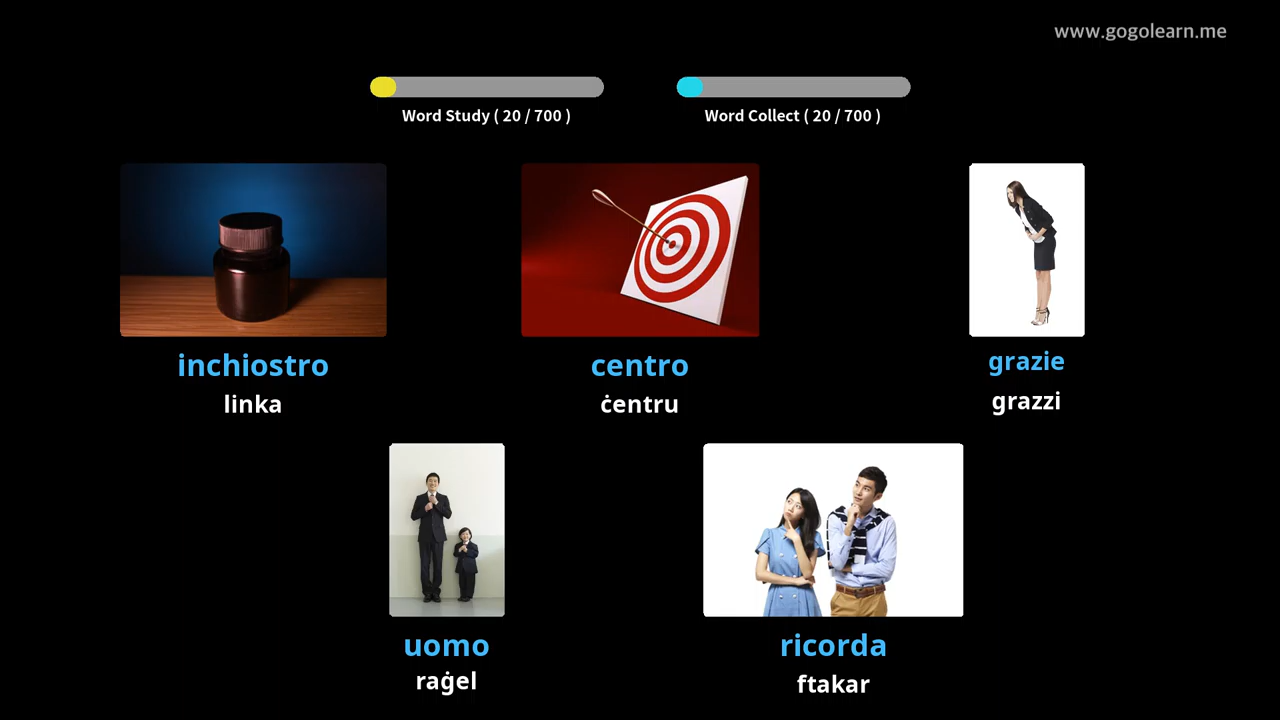 www.gogolearn.me
Word Study ( 20 / 700 )
Word Collect ( 20 / 700 )
inchiostro
linka
centro
ċentru
grazie
grazzi
uomo
raġel
ricorda
ftakar